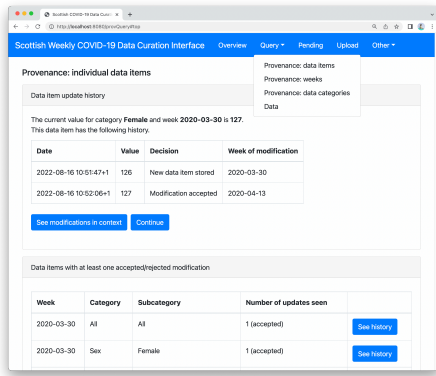 Scottish Weekly COVID-19 Data Curation
http://localhost:8080/provQuery#top
Scottish Weekly COVID-19 Data Curation Interface Overview Query Pending Upload Other
Provenance: data items
Provenance: weeks
Provenance: data categories
Data
Provenance: individual data items
Data item update history
The current value for category Female and week 2020-03-30 is 127.
This data item has the following history.
Date Value Decision Week of modification
2022-08-16 10:51:47+1 126 New data item stored 2020-03-30
2022-08-16 10:52:06+1 127 Modification accepted 2020-04-13
See modifications in context Continue
Data items with at least one accepted/rejected modification
Week Category Subcategory Number of updates seen
2020-03-30 All All 1 (accepted) See history
2020-03-30 Sex Female 1 (accepted) See history